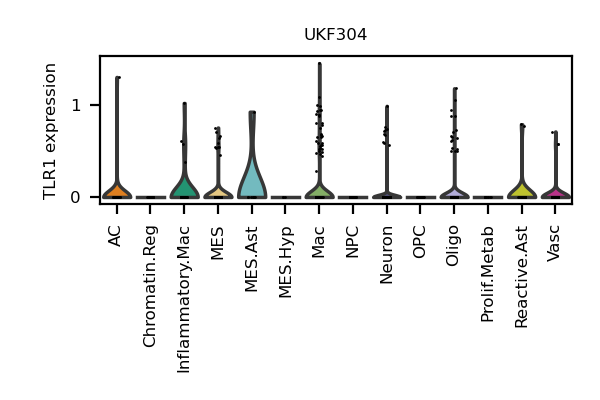 UKF304
TLR1 expression
1
0
AC
Chromatin.Reg
Inflammatory.Mac
MES
MES.Ast
MES.Hyp
Mac
NPC
Neuron
OPC
Oligo
Prolif.Metab
Reactive.Ast
Vasc